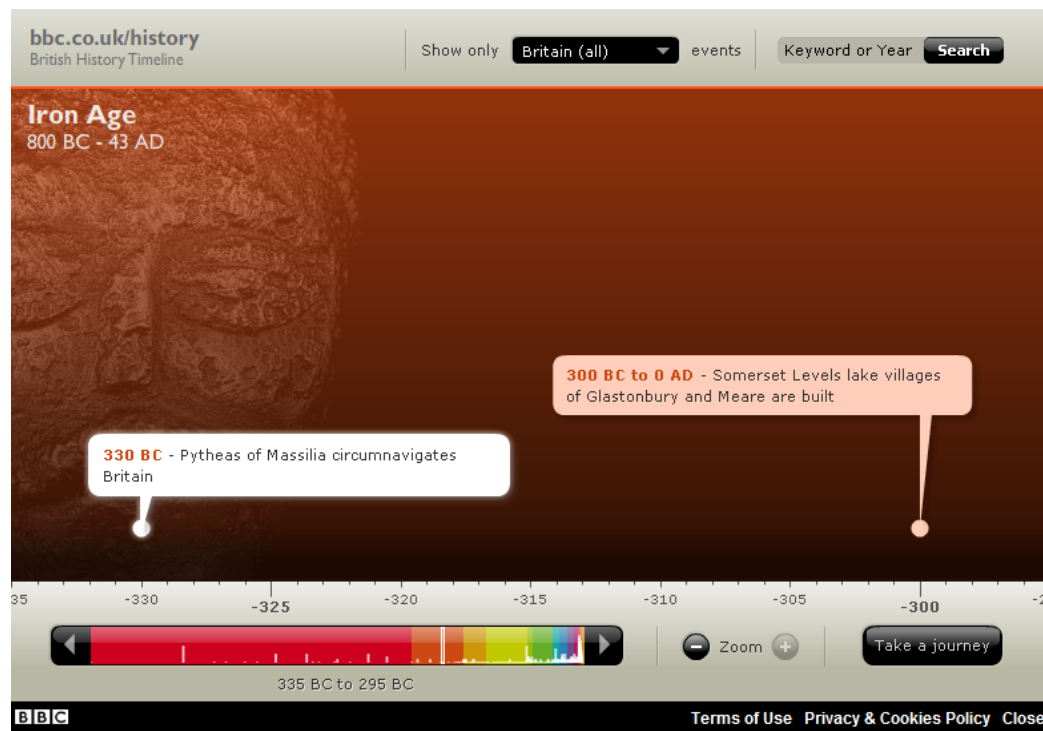 bbc.co.uk/history
British History Timeline
Show only Britain (all) events
Keyword or Year Search
Iron Age
800 BC - 43 AD
300 BC to 0 AD - Somerset Levels lake villages
of Glastonbury and Meare are built
330 BC - Pytheas of Massilia circumnavigates
Britain
35 -330 -325 -320 -315 -310 -305 -300
Zoom
Take a journey
335 BC to 295 BC
BBC
Terms of Use Privacy & Cookies Policy Close